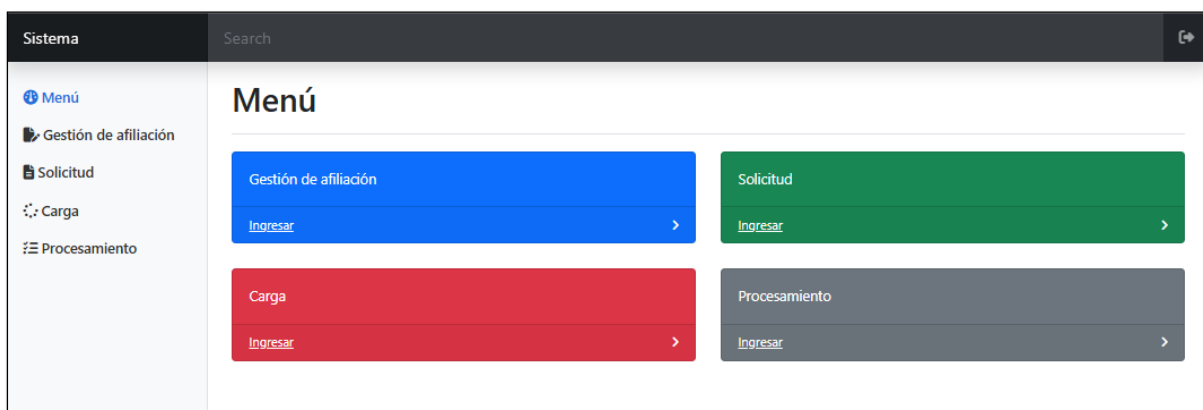 Sistema
Search
Menú
Gestión de afiliación
Solicitud
Carga
Procesamiento
Menú
Gestión de afiliación
Ingresar
Solicitud
Ingresar
Carga
Ingresar
Procesamiento
Ingresar